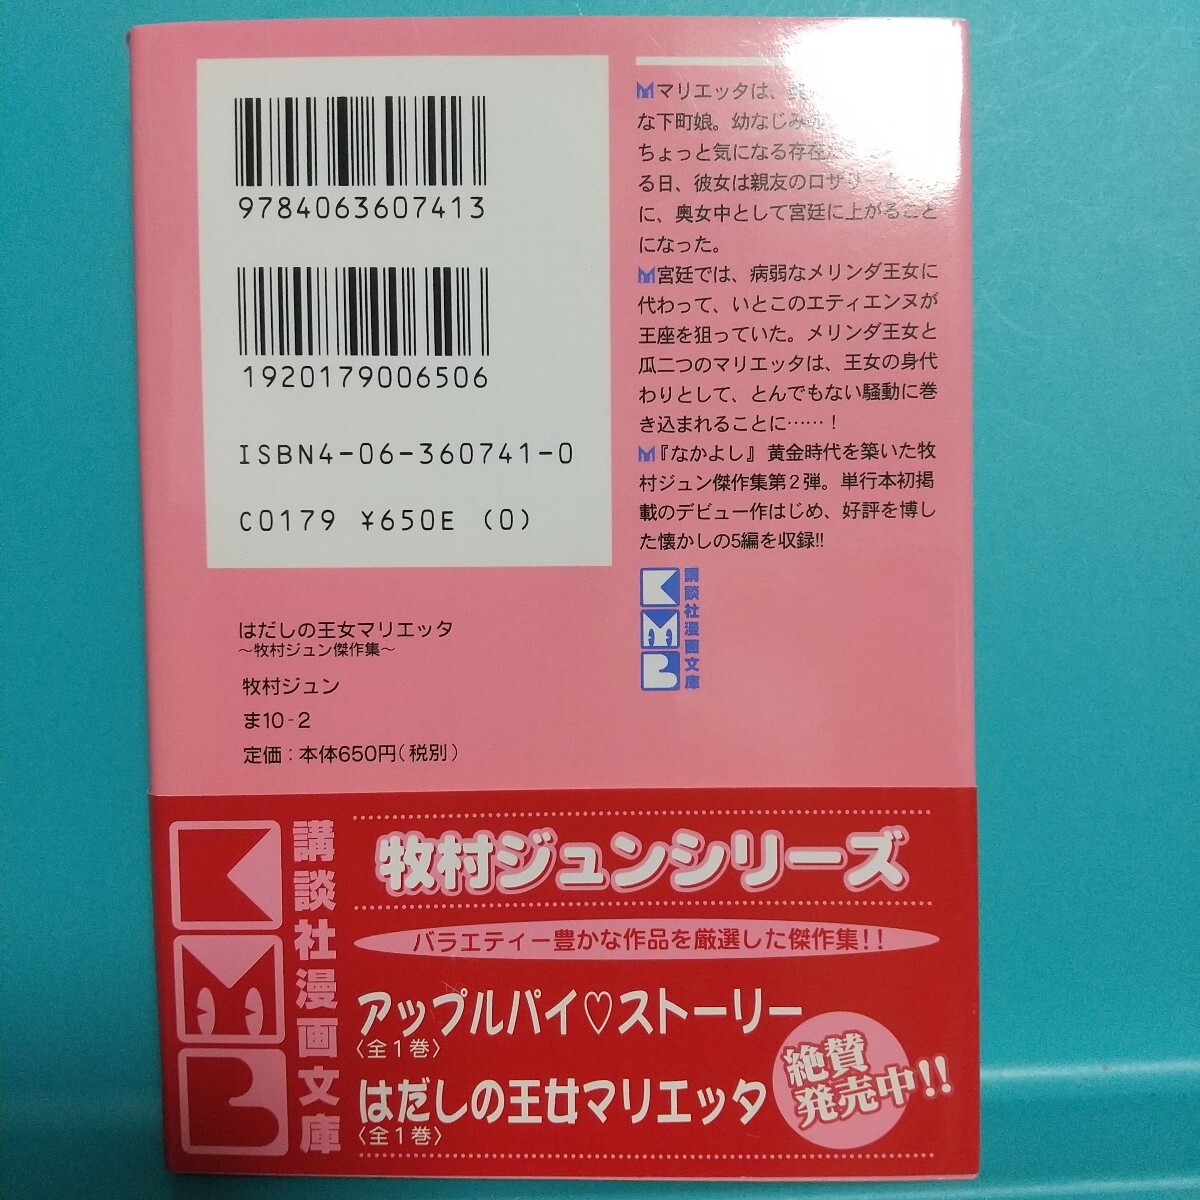 9784063607413
1920179006506
ISBN4-06-360741-0
C0179 ¥650E (0)
マリエッタは、
な下町娘。幼なじみ
ちょっと気になる存在
る日、彼女は親友のロザリーと
に、奥女中として宮廷に上がること
になった。
宮廷では、病弱なメリンダ王女に
代わって、いとこのエティエンヌが
王座を狙っていた。メリンダ王女と
瓜二つのマリエッタは、王女の身代
わりとして、とんでもない騒動に巻
き込まれることに……！
『なかよし』黄金時代を築いた牧
村ジュン傑作集第2弾。単行本初掲
載のデビュー作はじめ、好評を博し
た懐かしの5編を収録!!
KMB
講談社漫画文庫
はだしの王女マリエッタ
～牧村ジュン傑作集～
牧村ジュン
ま10-2
定価：本体650円（税別）
KMB
講談社漫画文庫
牧村ジュンシリーズ
バラエティー豊かな作品を厳選した傑作集！！
アップルパイ♡ストーリー
〈全1巻〉
はだしの王女マリエッタ
〈全1巻〉
絶賛
発売中!!